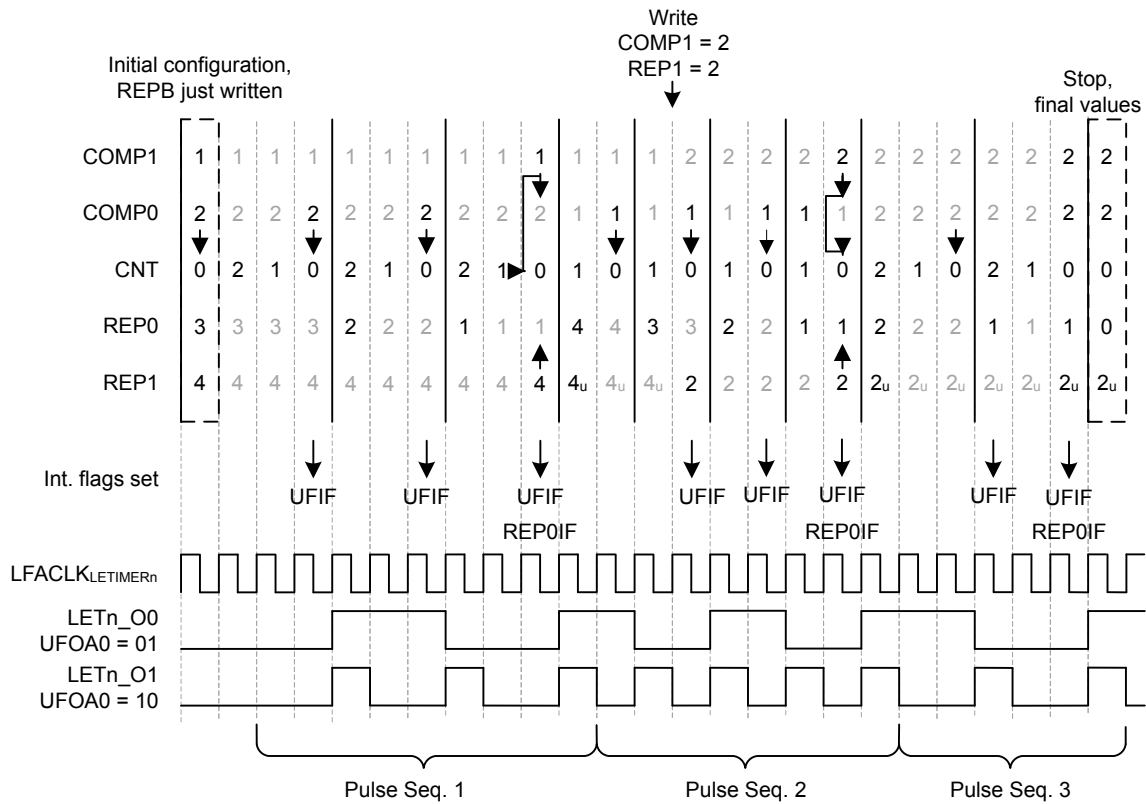 Write
COMP1 = 2
REP1 = 2
Initial configuration,
REPB just written
Stop,
final values
COMP1 1 1 1 1 1 1 1 1 1 1 1 1 1 2 2 2 2 2 2 2 2 2 2 2 2
COMP0 2 2 2 2 2 2 2 2 2 2 1 1 1 1 1 1 1 1 2 2 2 2 2 2 2
CNT 0 2 1 0 2 1 0 2 1 0 1 0 1 0 1 0 1 0 2 1 0 2 1 0 0
REP0 3 3 3 3 2 2 2 1 1 1 4 4 3 3 2 2 1 1 2 2 2 1 1 1 0
REP1 4 4 4 4 4 4 4 4 4 4 4u 4u 4u 2 2 2 2 2 2u 2u 2u 2u 2u 2u 2u
Int. flags set
UFIF UFIF UFIF UFIF UFIF UFIF UFIF UFIF
REP0IF REP0IF REP0IF
LFACLKLETIMERn
LETn_O0
UFOA0 = 01
LETn_O1
UFOA0 = 10
Pulse Seq. 1 Pulse Seq. 2 Pulse Seq. 3